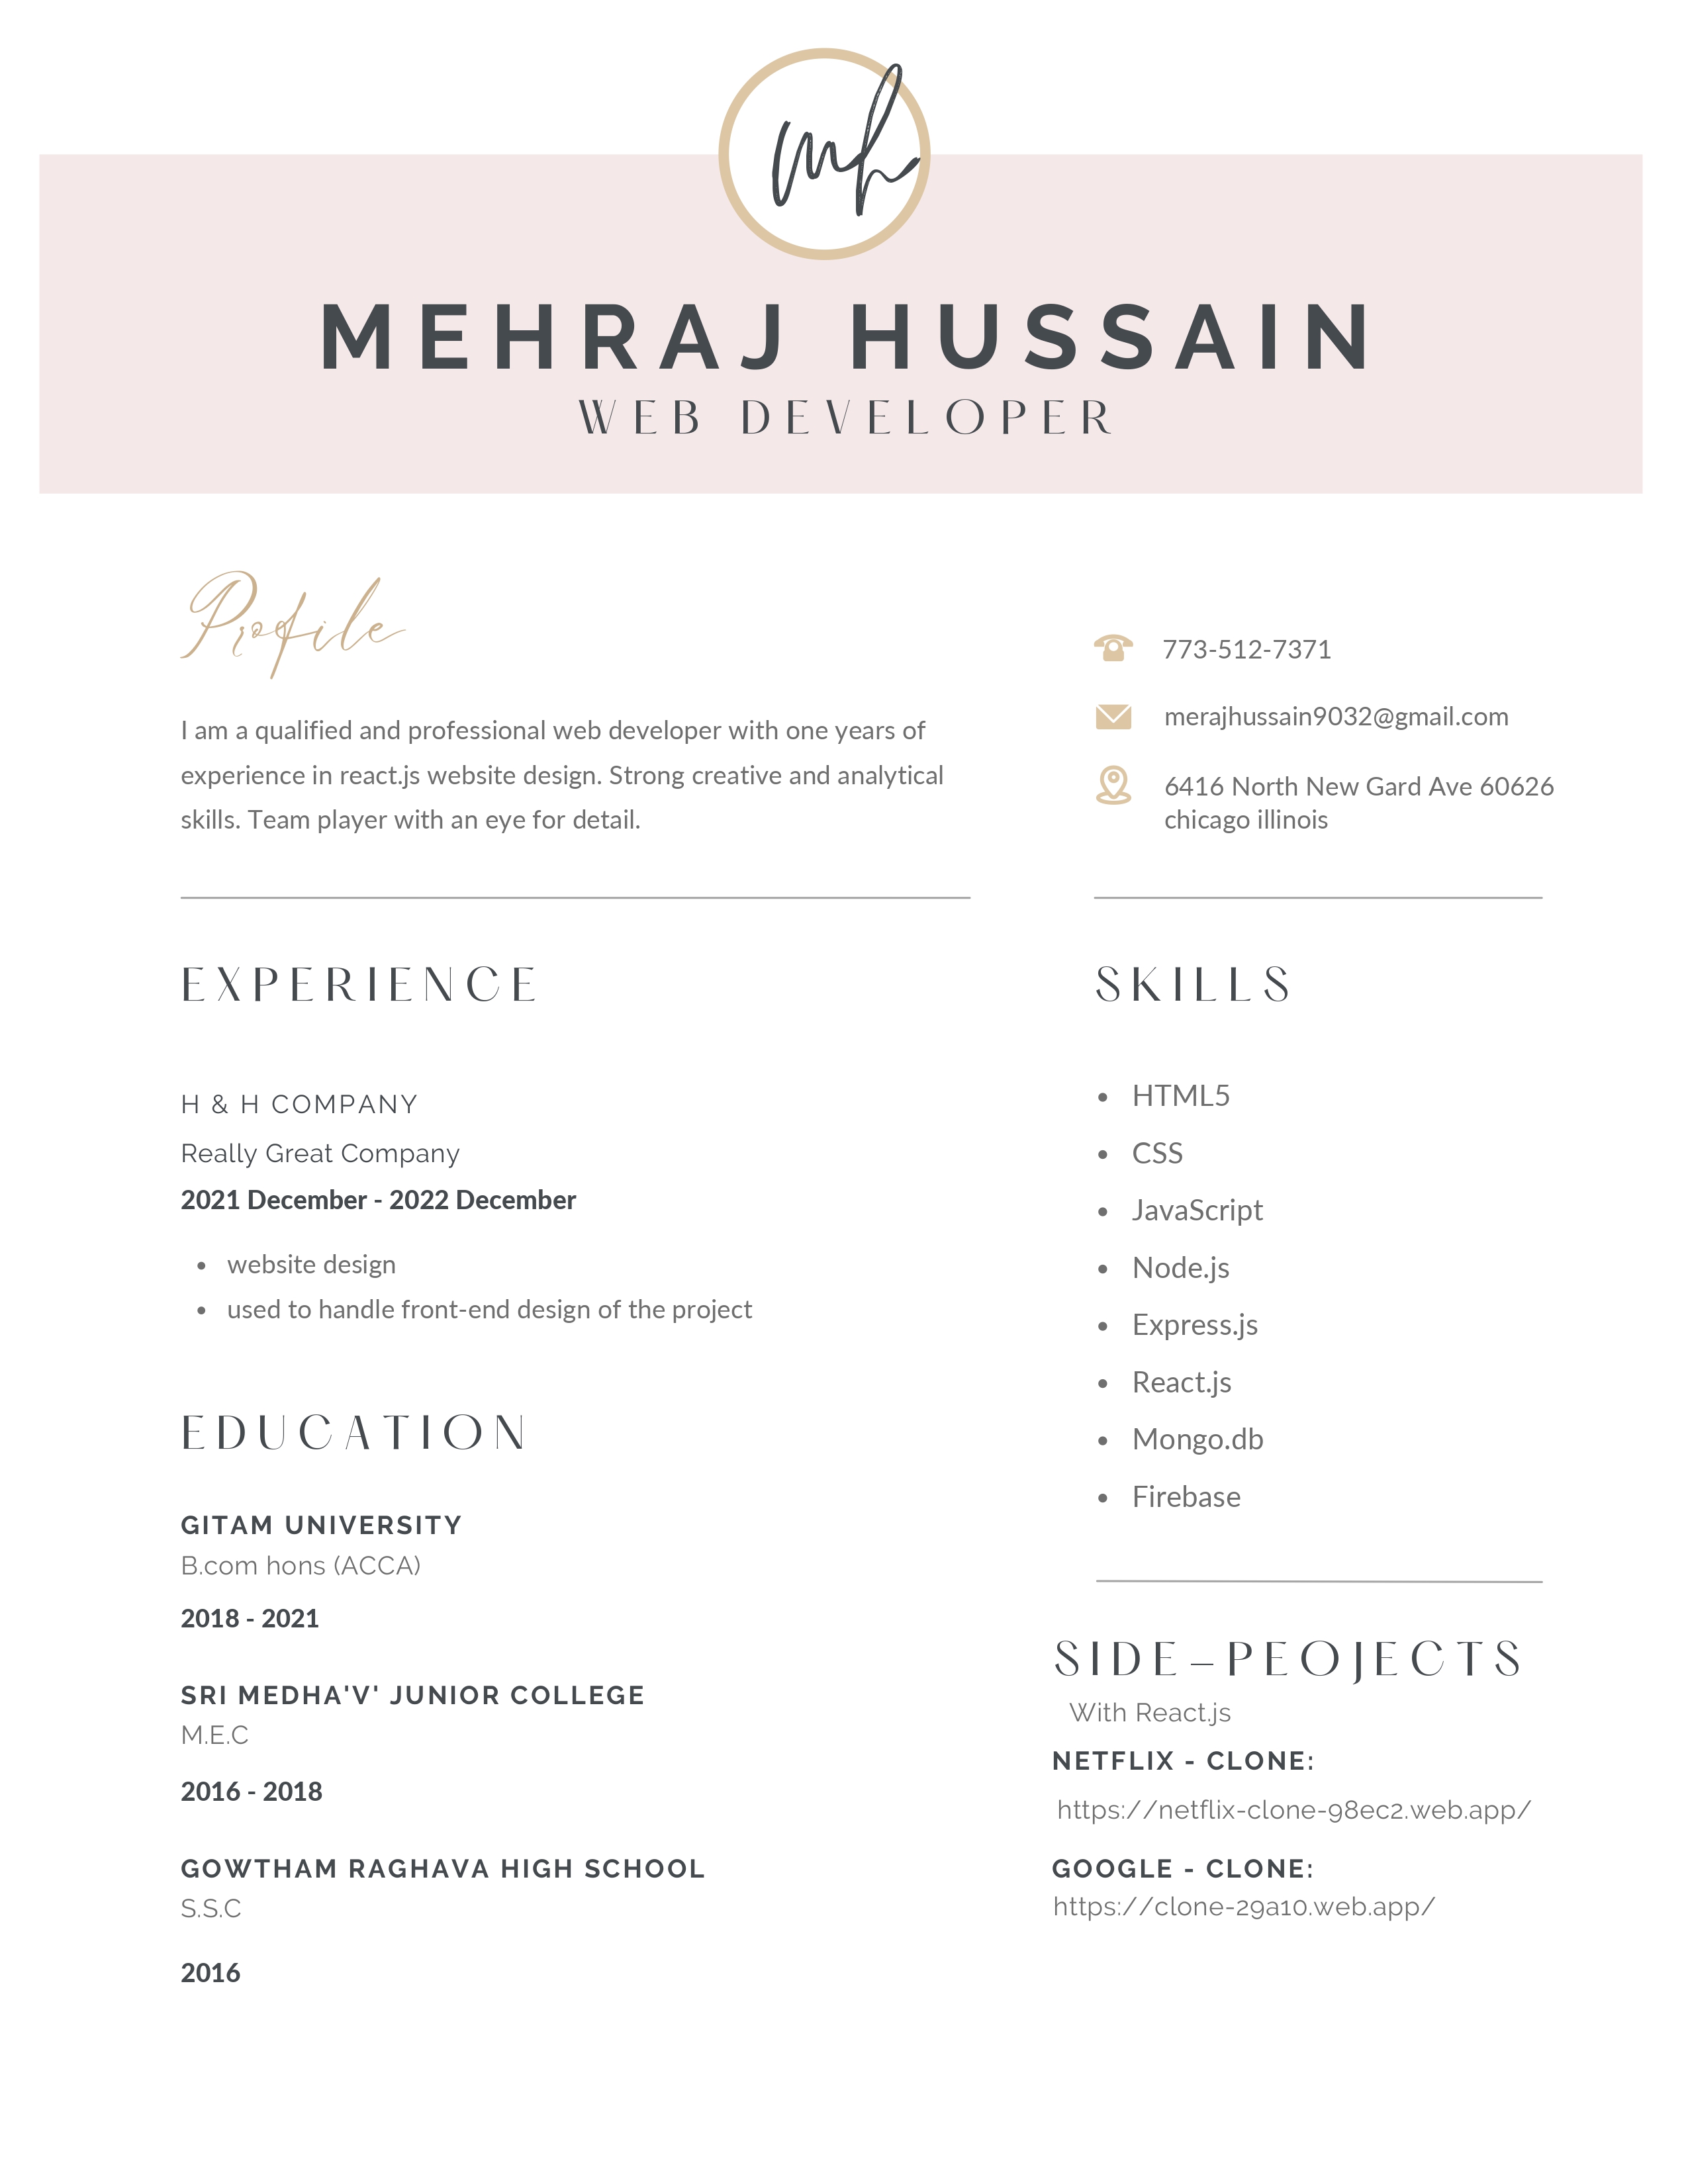 mh
MEHRAJ HUSSAIN
WEB DEVELOPER
Profile
I am a qualified and professional web developer with one years of
experience in react.js website design. Strong creative and analytical
skills. Team player with an eye for detail.
773-512-7371
merajhussain9032@gmail.com
6416 North New Gard Ave 60626
chicago illinois
EXPERIENCE
H & H COMPANY
Really Great Company
2021 December - 2022 December
• website design
• used to handle front-end design of the project
EDUCATION
GITAM UNIVERSITY
B.com hons (ACCA)
2018 - 2021
SRI MEDHA'V' JUNIOR COLLEGE
M.E.C
2016 - 2018
GOWTHAM RAGHAVA HIGH SCHOOL
S.S.C
2016
SKILLS
• HTML5
• CSS
• JavaScript
• Node.js
• Express.js
• React.js
• Mongo.db
• Firebase
SIDE-PEOJECTS
With React.js
NETFLIX - CLONE:
https://netflix-clone-98ec2.web.app/
GOOGLE - CLONE:
https://clone-29a10.web.app/